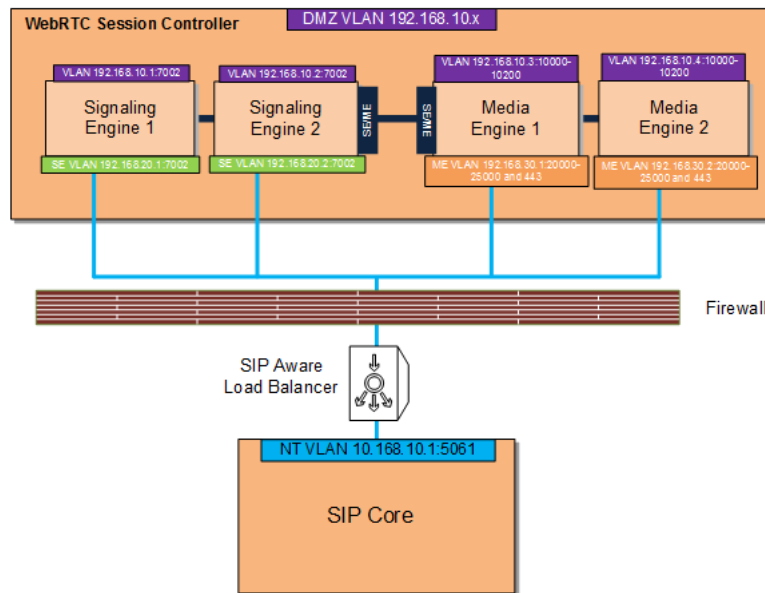 WebRTC Session Controller
DMZ VLAN 192.168.10.x
VLAN 192.168.10.1:7002
Signaling
Engine 1
SE VLAN 192.168.20.1:7002
VLAN 192.168.10.2:7002
Signaling
Engine 2
SE VLAN 192.168.20.2:7002
SE/ME
SE/ME
VLAN 192.168.10.3:10000-
10200
Media
Engine 1
ME VLAN 192.168.30.1:20000-
25000 and 443
VLAN 192.168.10.4:10000-
10200
Media
Engine 2
ME VLAN 192.168.30.2:20000-
25000 and 443
Firewall
SIP Aware
Load Balancer
NT VLAN 10.168.10.1:5061
SIP Core